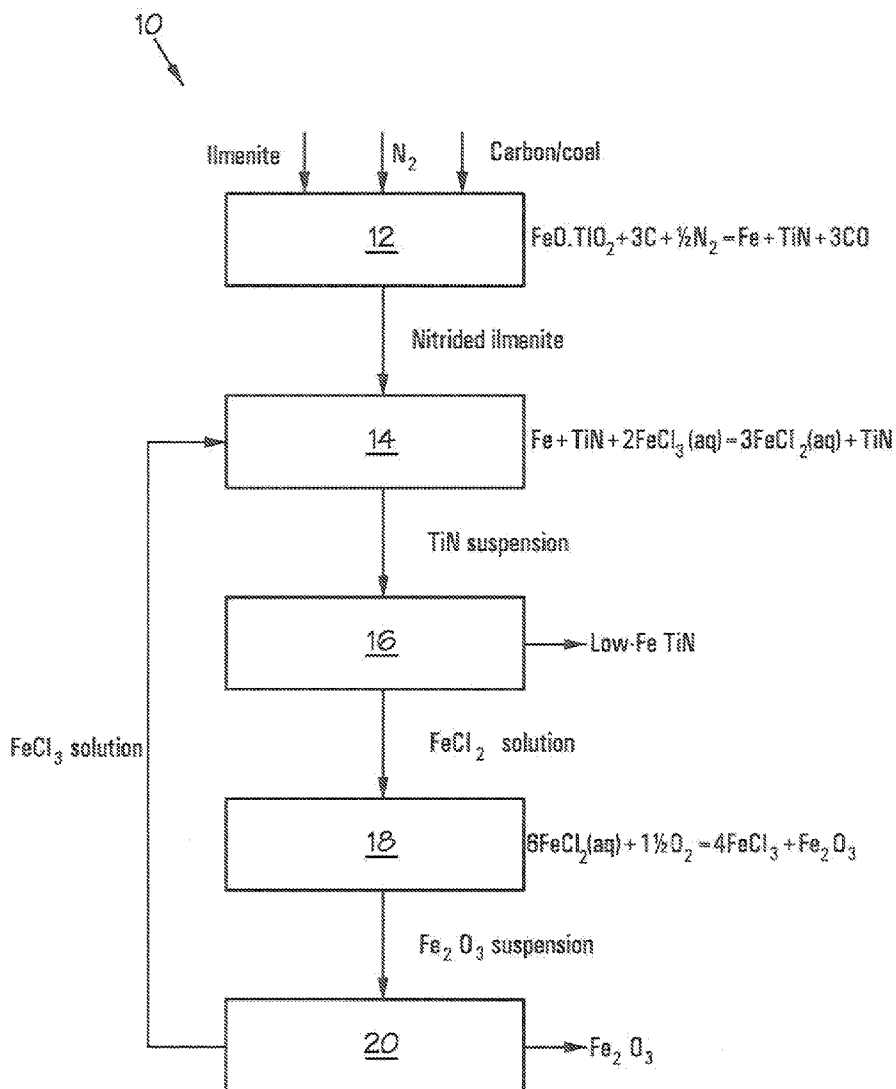 10
Ilmenite
N₂
Carbon/coal
12
FeO.TiO₂+3C+½N₂=Fe+TiN+3CO
Nitrided ilmenite
14
Fe+TiN+2FeCl₃(aq)=3FeCl₂(aq)+TiN
TiN suspension
16
Low-Fe TiN
FeCl₃ solution
FeCl₂ solution
18
6FeCl₂(aq)+1½O₂=4FeCl₃+Fe₂O₃
Fe₂O₃ suspension
20
Fe₂O₃